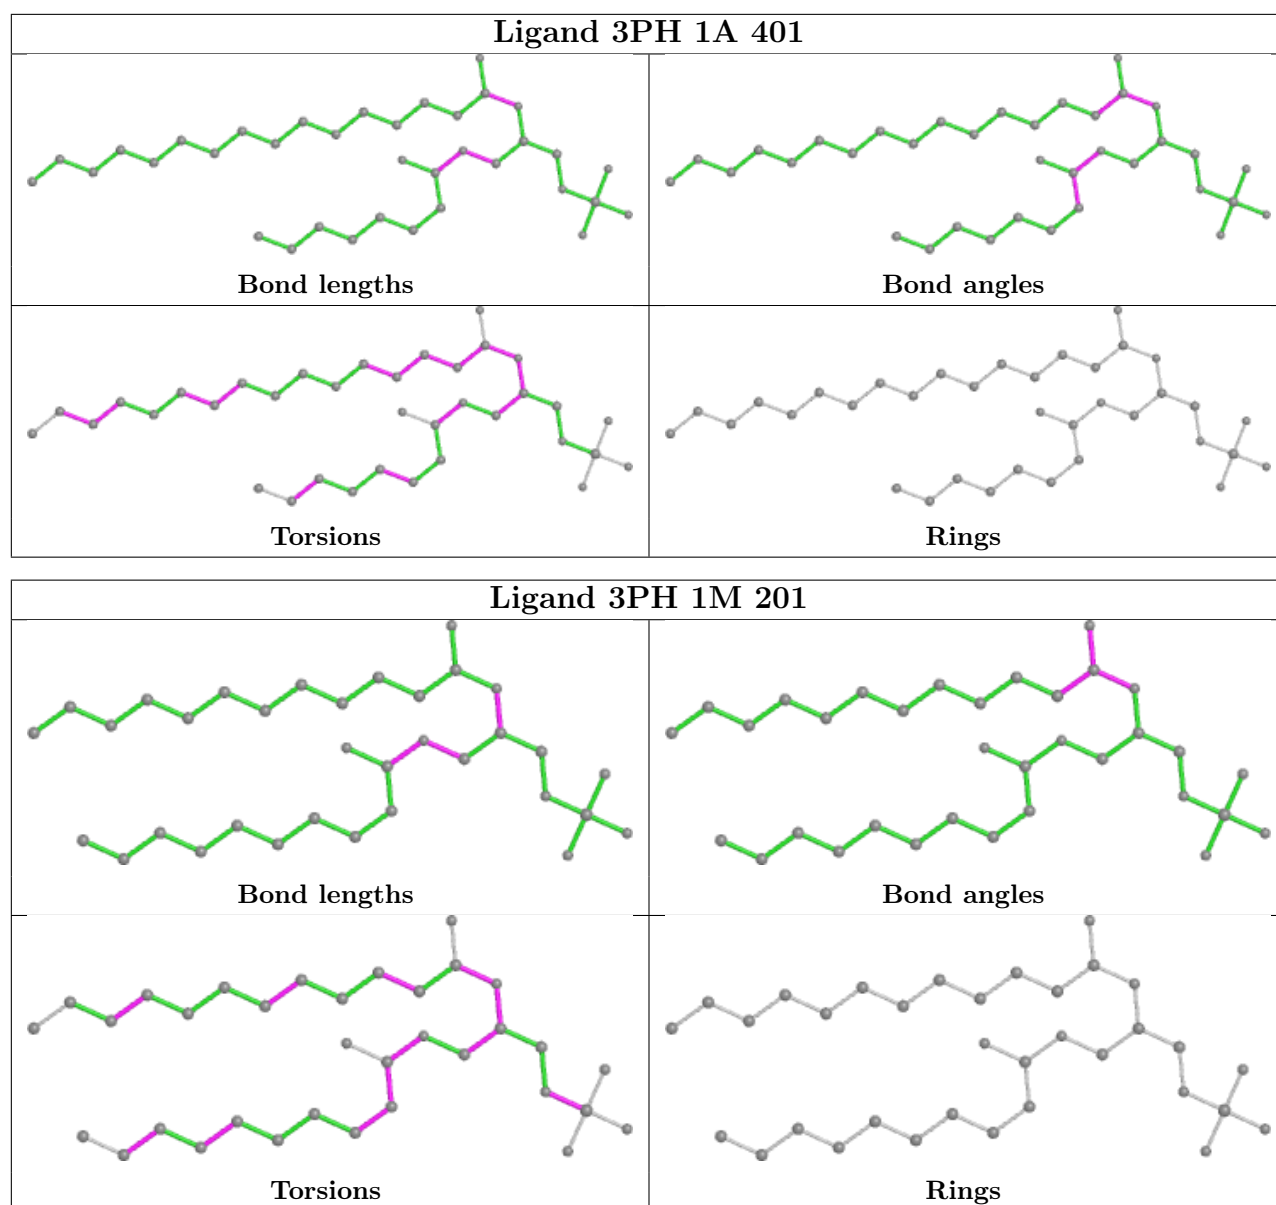 Ligand 3PH 1A 401
Bond lengths
Bond angles
Torsions
Rings
Ligand 3PH 1M 201
Bond lengths
Bond angles
Torsions
Rings